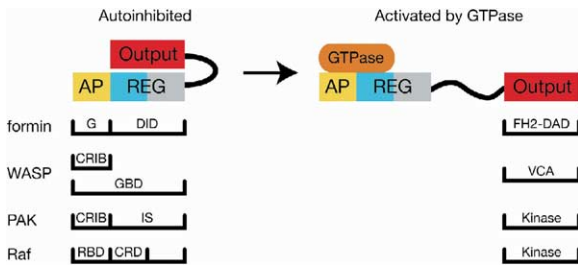 Autoinhibited
Activated by GTPase
Output
AP REG
GTPase
AP REG
Output
formin G DID FH2-DAD
WASP CRIB GBD VCA
PAK CRIB IS Kinase
Raf RBD CRD Kinase